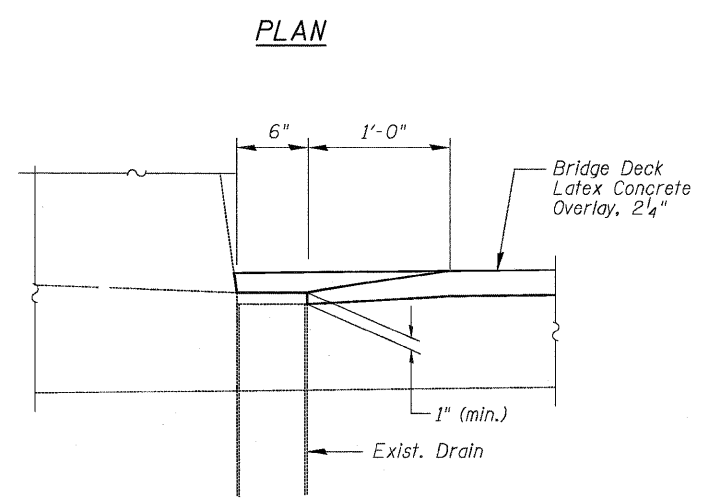 PLAN
6" 1'-0"
Bridge Deck
Latex Concrete
Overlay, 2¼"
1" (min.)
Exist. Drain